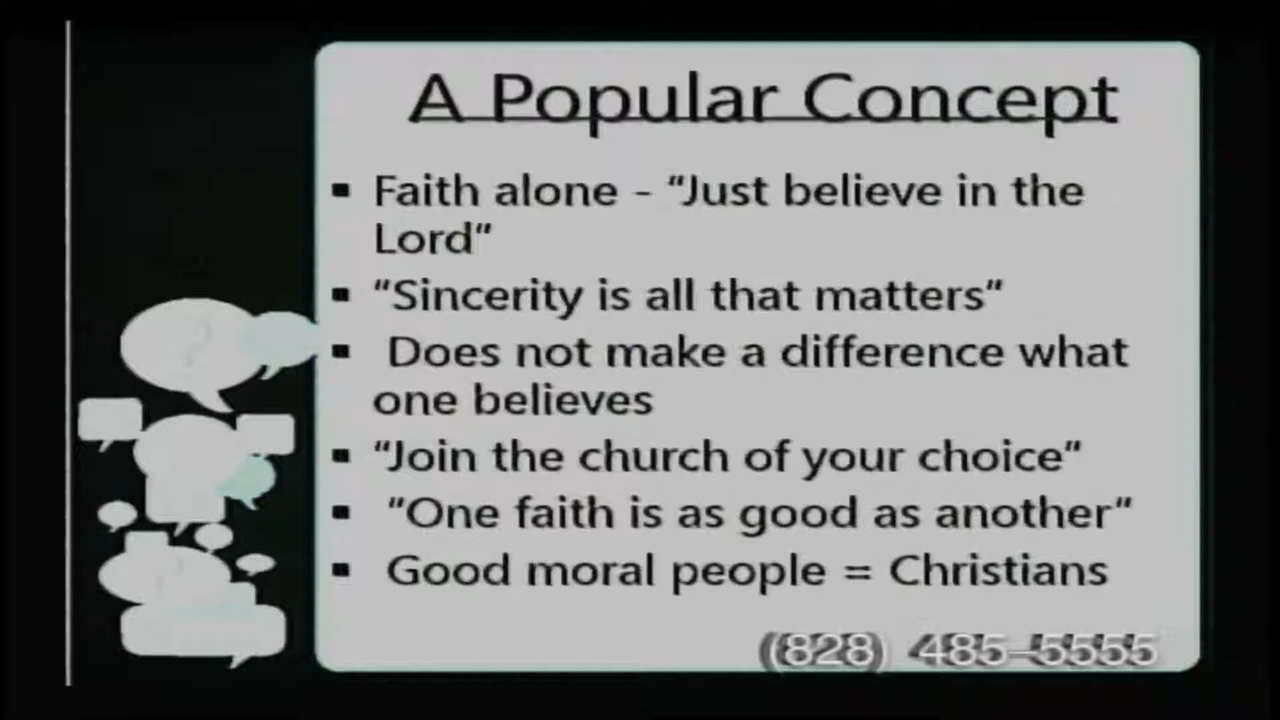 A Popular Concept
▪ Faith alone - "Just believe in the
Lord"
▪ "Sincerity is all that matters"
▪ Does not make a difference what
one believes
▪ "Join the church of your choice"
▪ "One faith is as good as another"
▪ Good moral people = Christians
(828) 485-5555